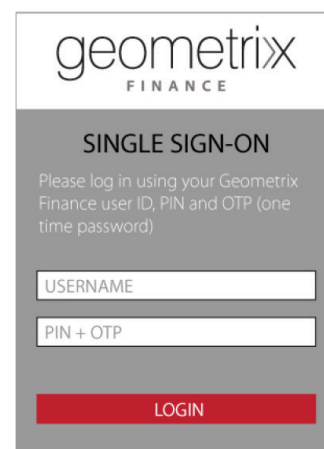 geometrixx
FINANCE
SINGLE SIGN-ON
Please log in using your Geometrix
Finance user ID, PIN and OTP (one
time password)
USERNAME
PIN + OTP
LOGIN